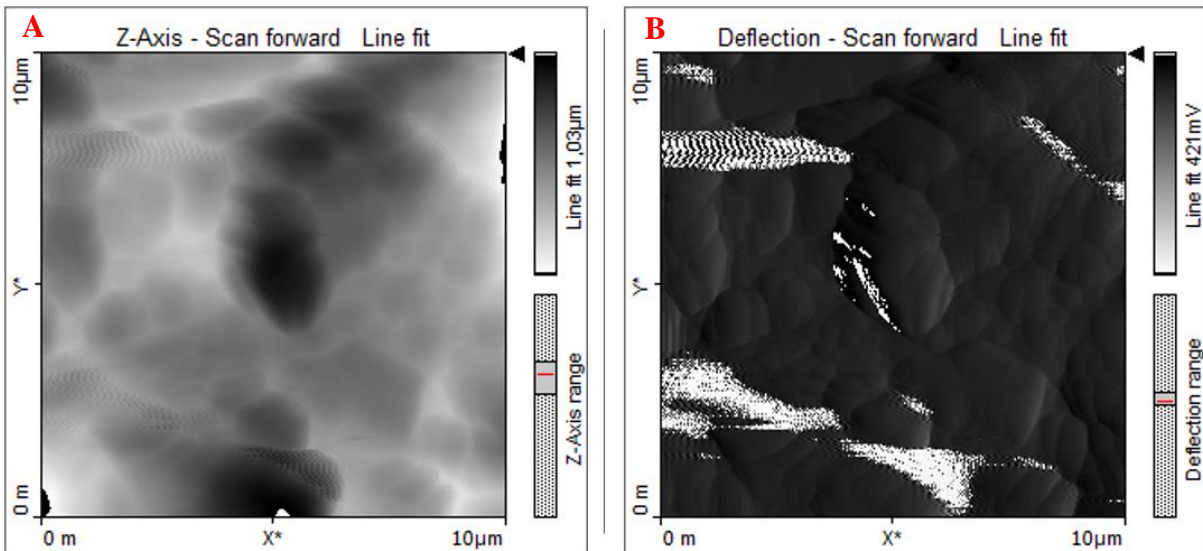 A
Z-Axis - Scan forward Line fit
10µm
Y*
0 m
0 m
X*
10µm
Line fit 1,03µm
Z-Axis range
B
Deflection - Scan forward Line fit
10µm
Y*
0 m
0 m
X*
10µm
Line fit 421mV
Deflection range